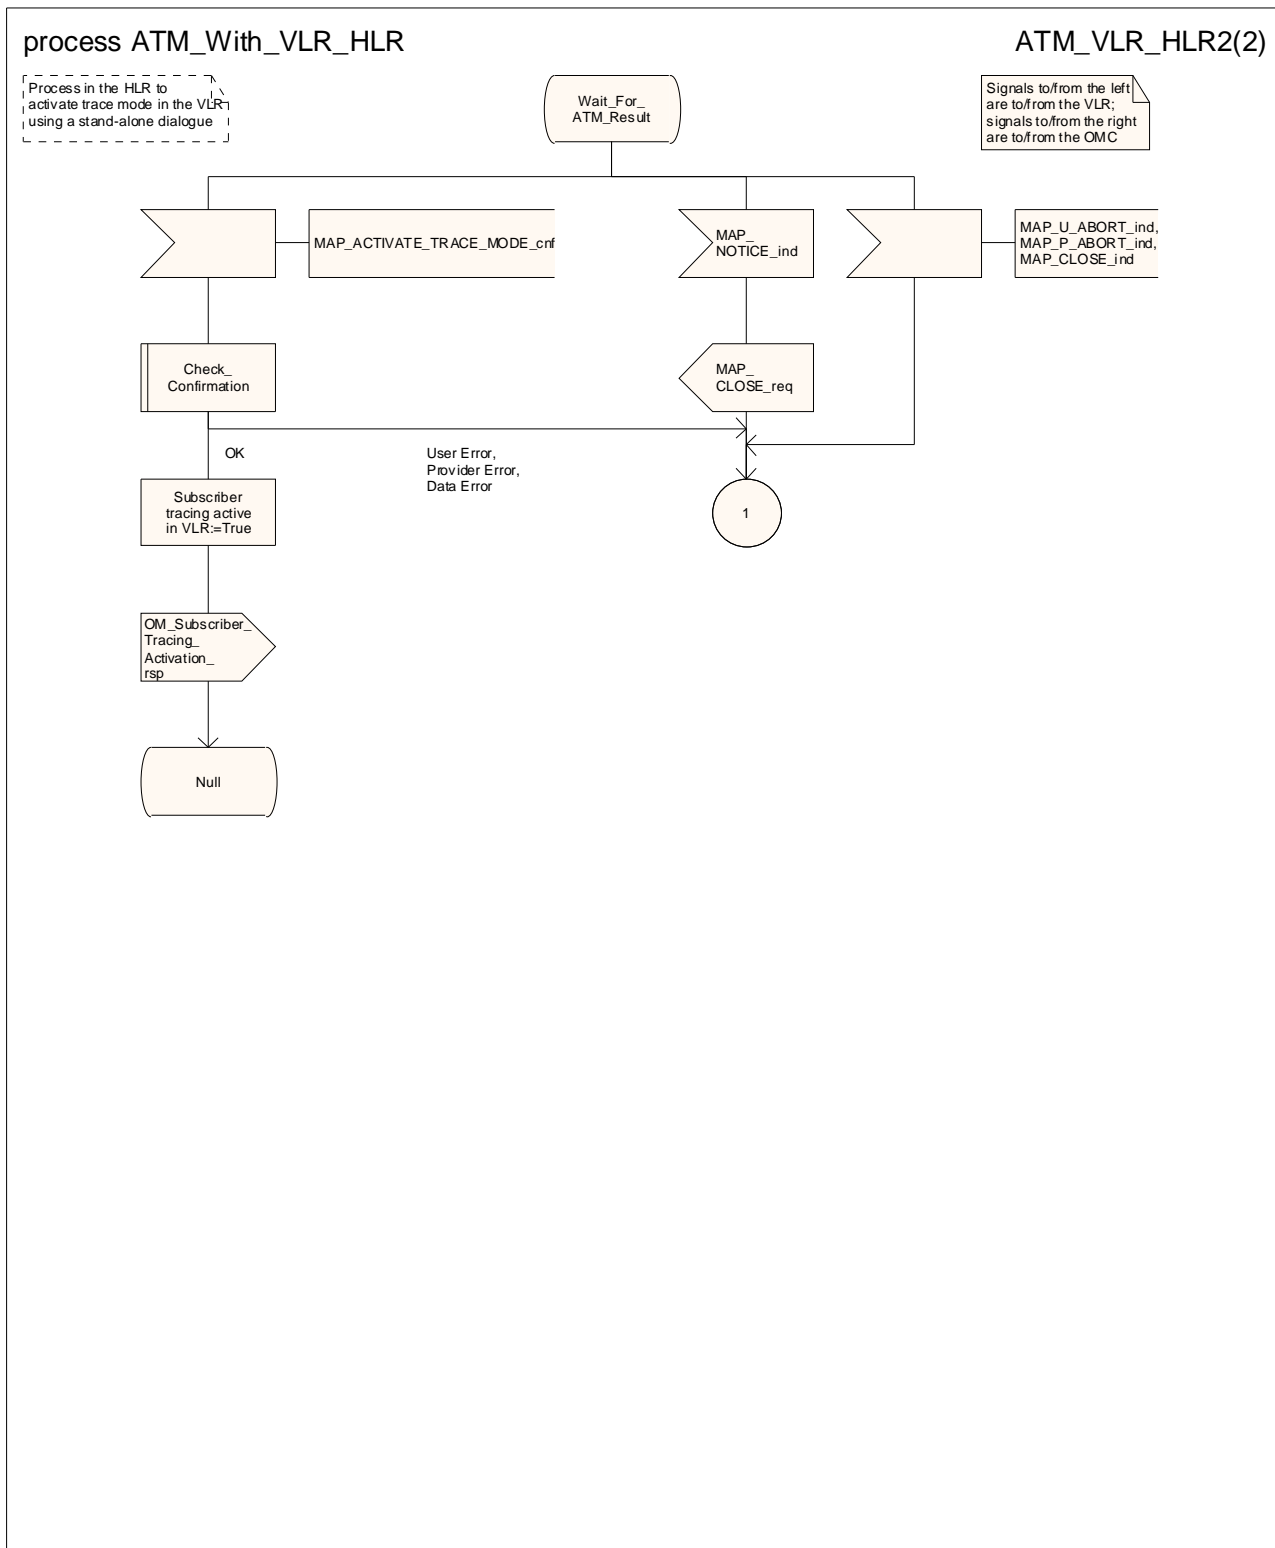 process ATM_With_VLR_HLR
ATM_VLR_HLR2(2)
Process in the HLR to
activate trace mode in the VLR
using a stand-alone dialogue
Wait_For_
ATM_Result
Signals to/from the left
are to/from the VLR;
signals to/from the right
are to/from the OMC
MAP_ACTIVATE_TRACE_MODE_cnf
MAP_
NOTICE_ind
MAP_U_ABORT_ind,
MAP_P_ABORT_ind,
MAP_CLOSE_ind
Check_
Confirmation
MAP_
CLOSE_req
OK
User Error,
Provider Error,
Data Error
Subscriber
tracing active
in VLR:=True
1
OM_Subscriber_
Tracing_
Activation_
rsp
Null